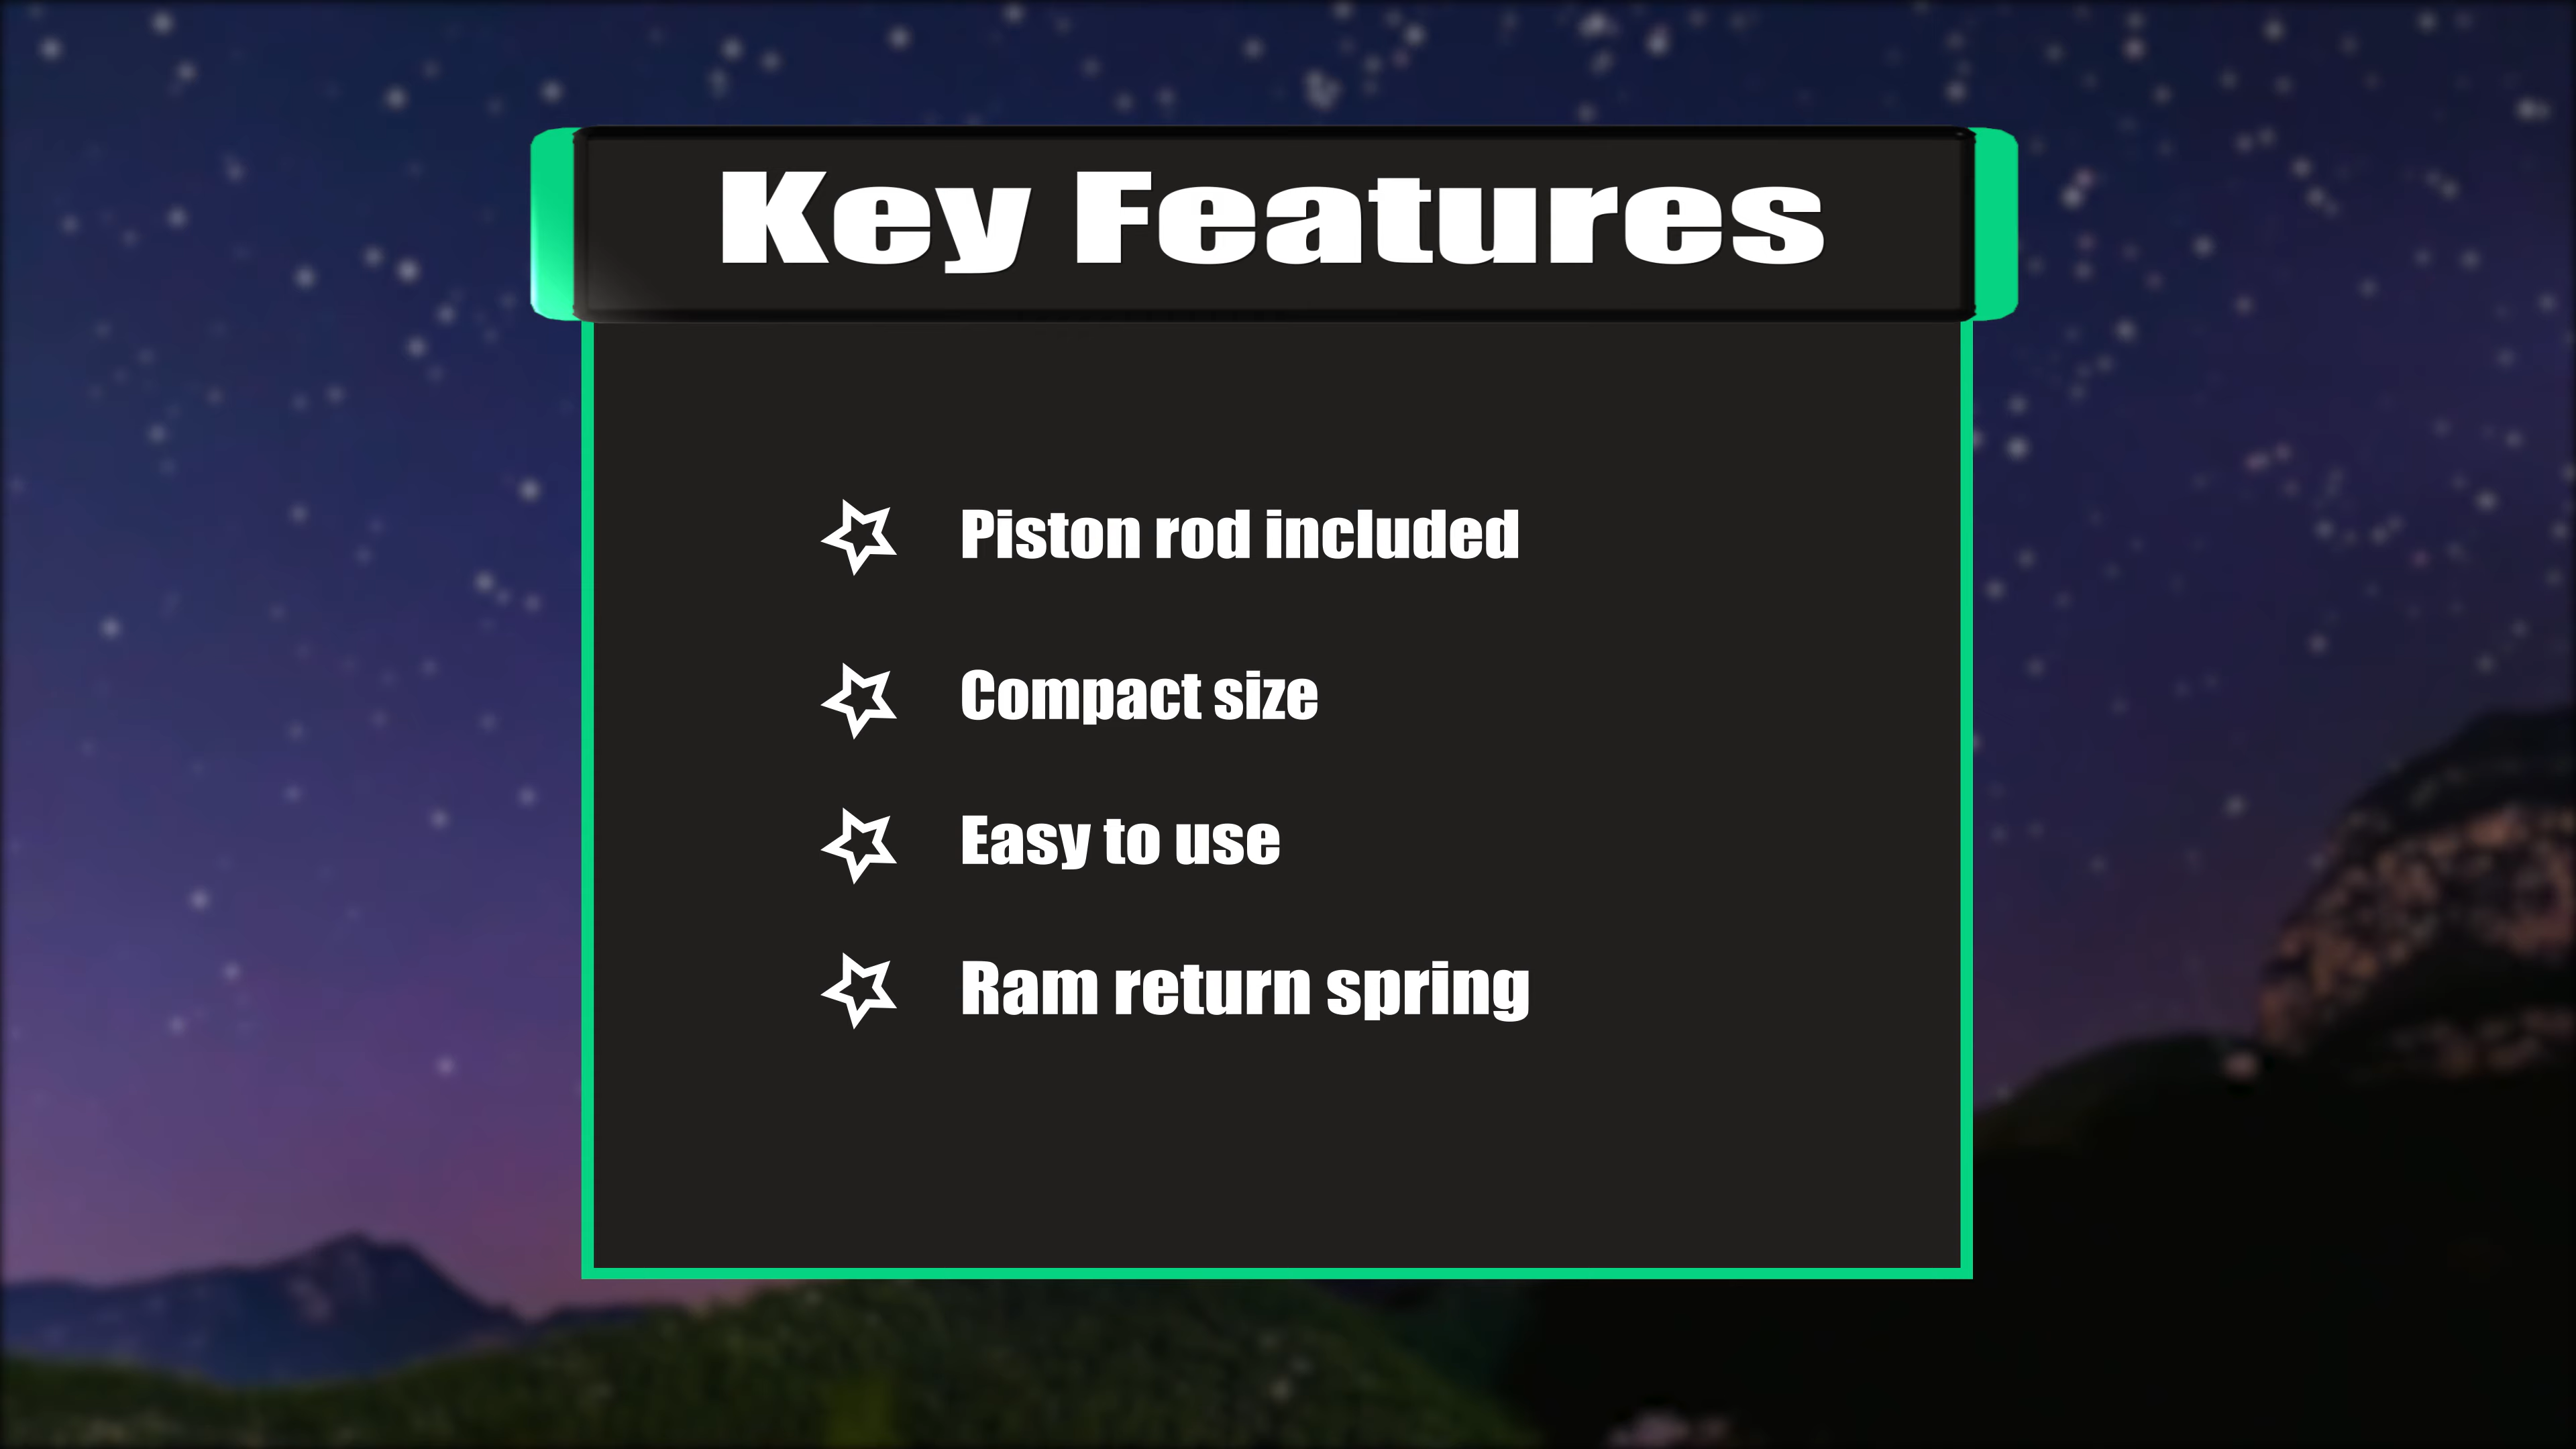 Key Features
Piston rod included
Compact size
Easy to use
Ram return spring